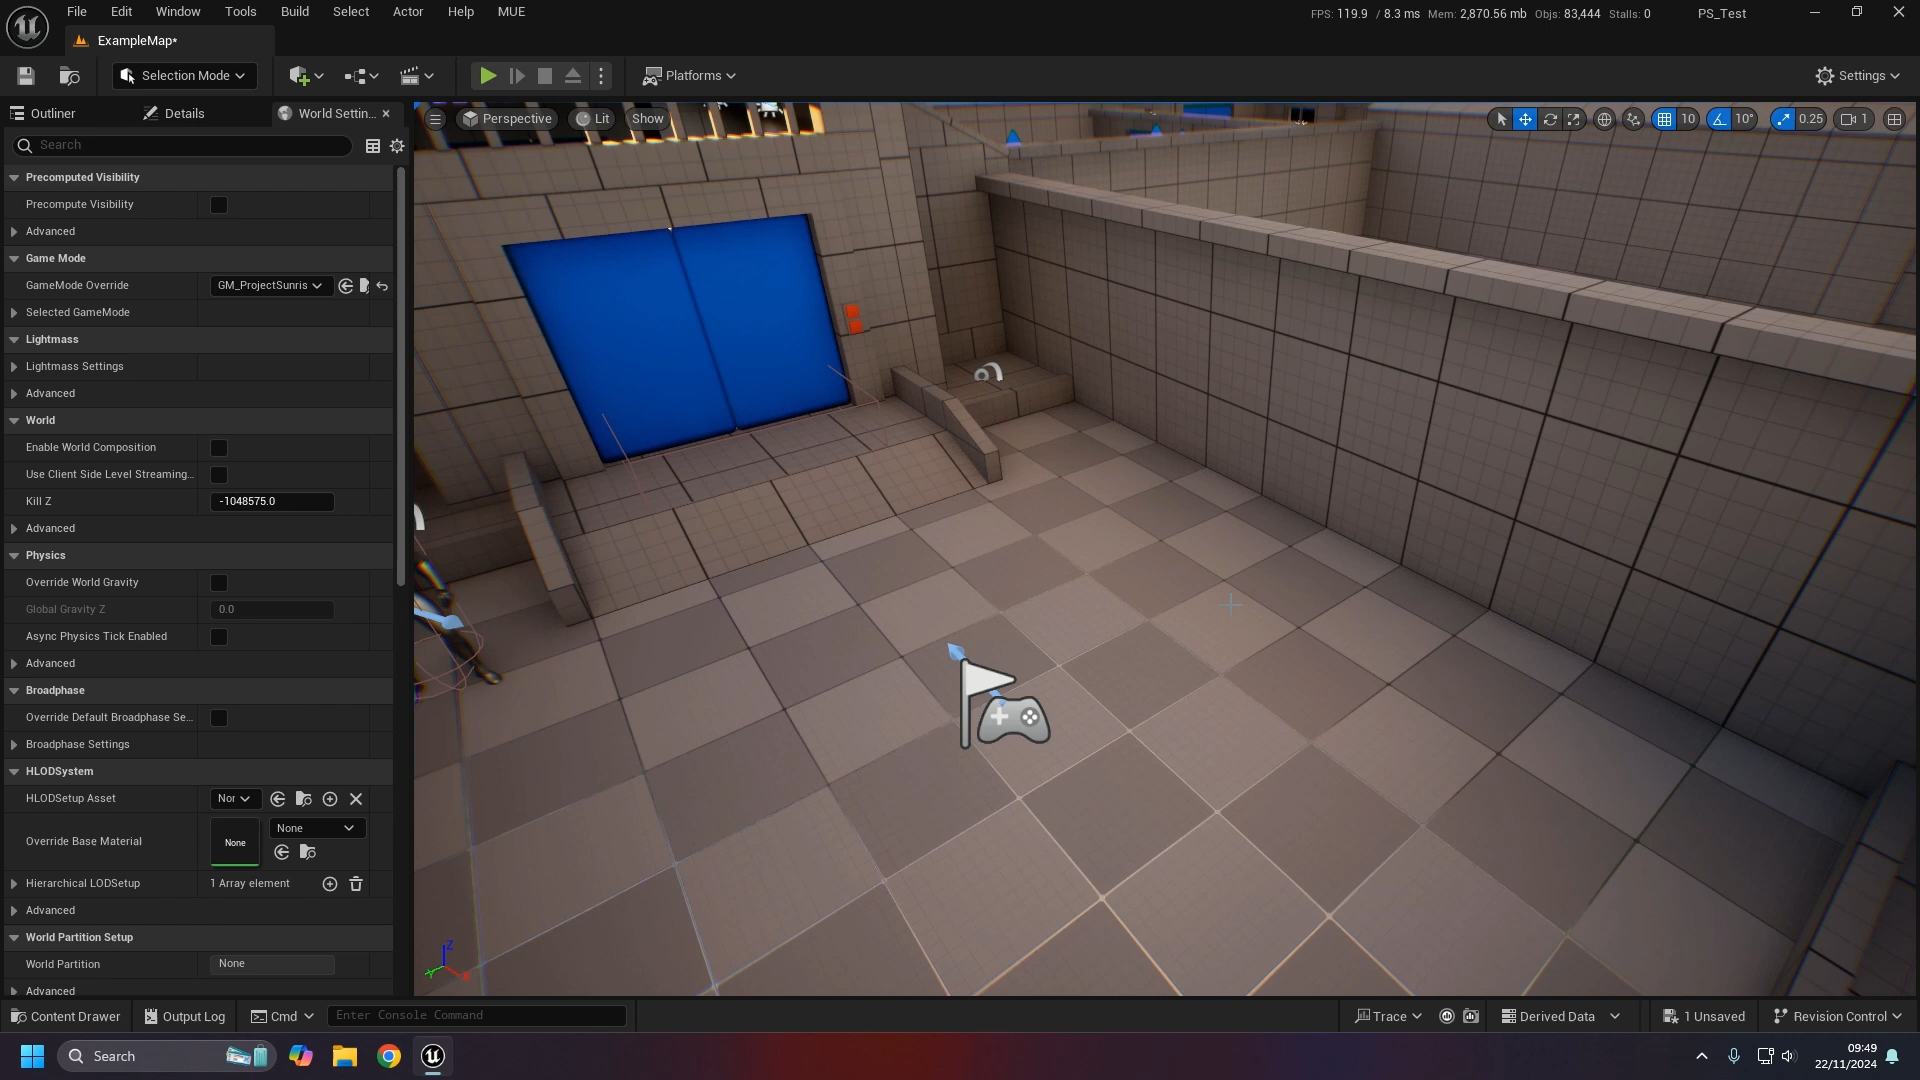 File Edit Window Tools Build Select Actor Help MUE
FPS: 119.9 / 8.3 ms Mem: 2,870.56 mb Objs: 83,444 Stalls: 0 PS_Test
ExampleMap*
Selection Mode
Platforms
Settings
Outliner Details World Settin...
Perspective Lit Show
10 10° 0.25 1
Search
Precomputed Visibility
Precompute Visibility
Advanced
Game Mode
GameMode Override GM_ProjectSunris
Selected GameMode
Lightmass
Lightmass Settings
Advanced
World
Enable World Composition
Use Client Side Level Streaming...
Kill Z -1048575.0
Advanced
Physics
Override World Gravity
Global Gravity Z 0.0
Async Physics Tick Enabled
Advanced
Broadphase
Override Default Broadphase Se...
Broadphase Settings
HLODSystem
HLODSetup Asset Nor
Override Base Material None None
Hierarchical LODSetup 1 Array element
Advanced
World Partition Setup
World Partition None
Advanced
Z
Y X
Content Drawer Output Log Cmd Enter Console Command
Trace Derived Data 1 Unsaved Revision Control
Search
09:49
22/11/2024